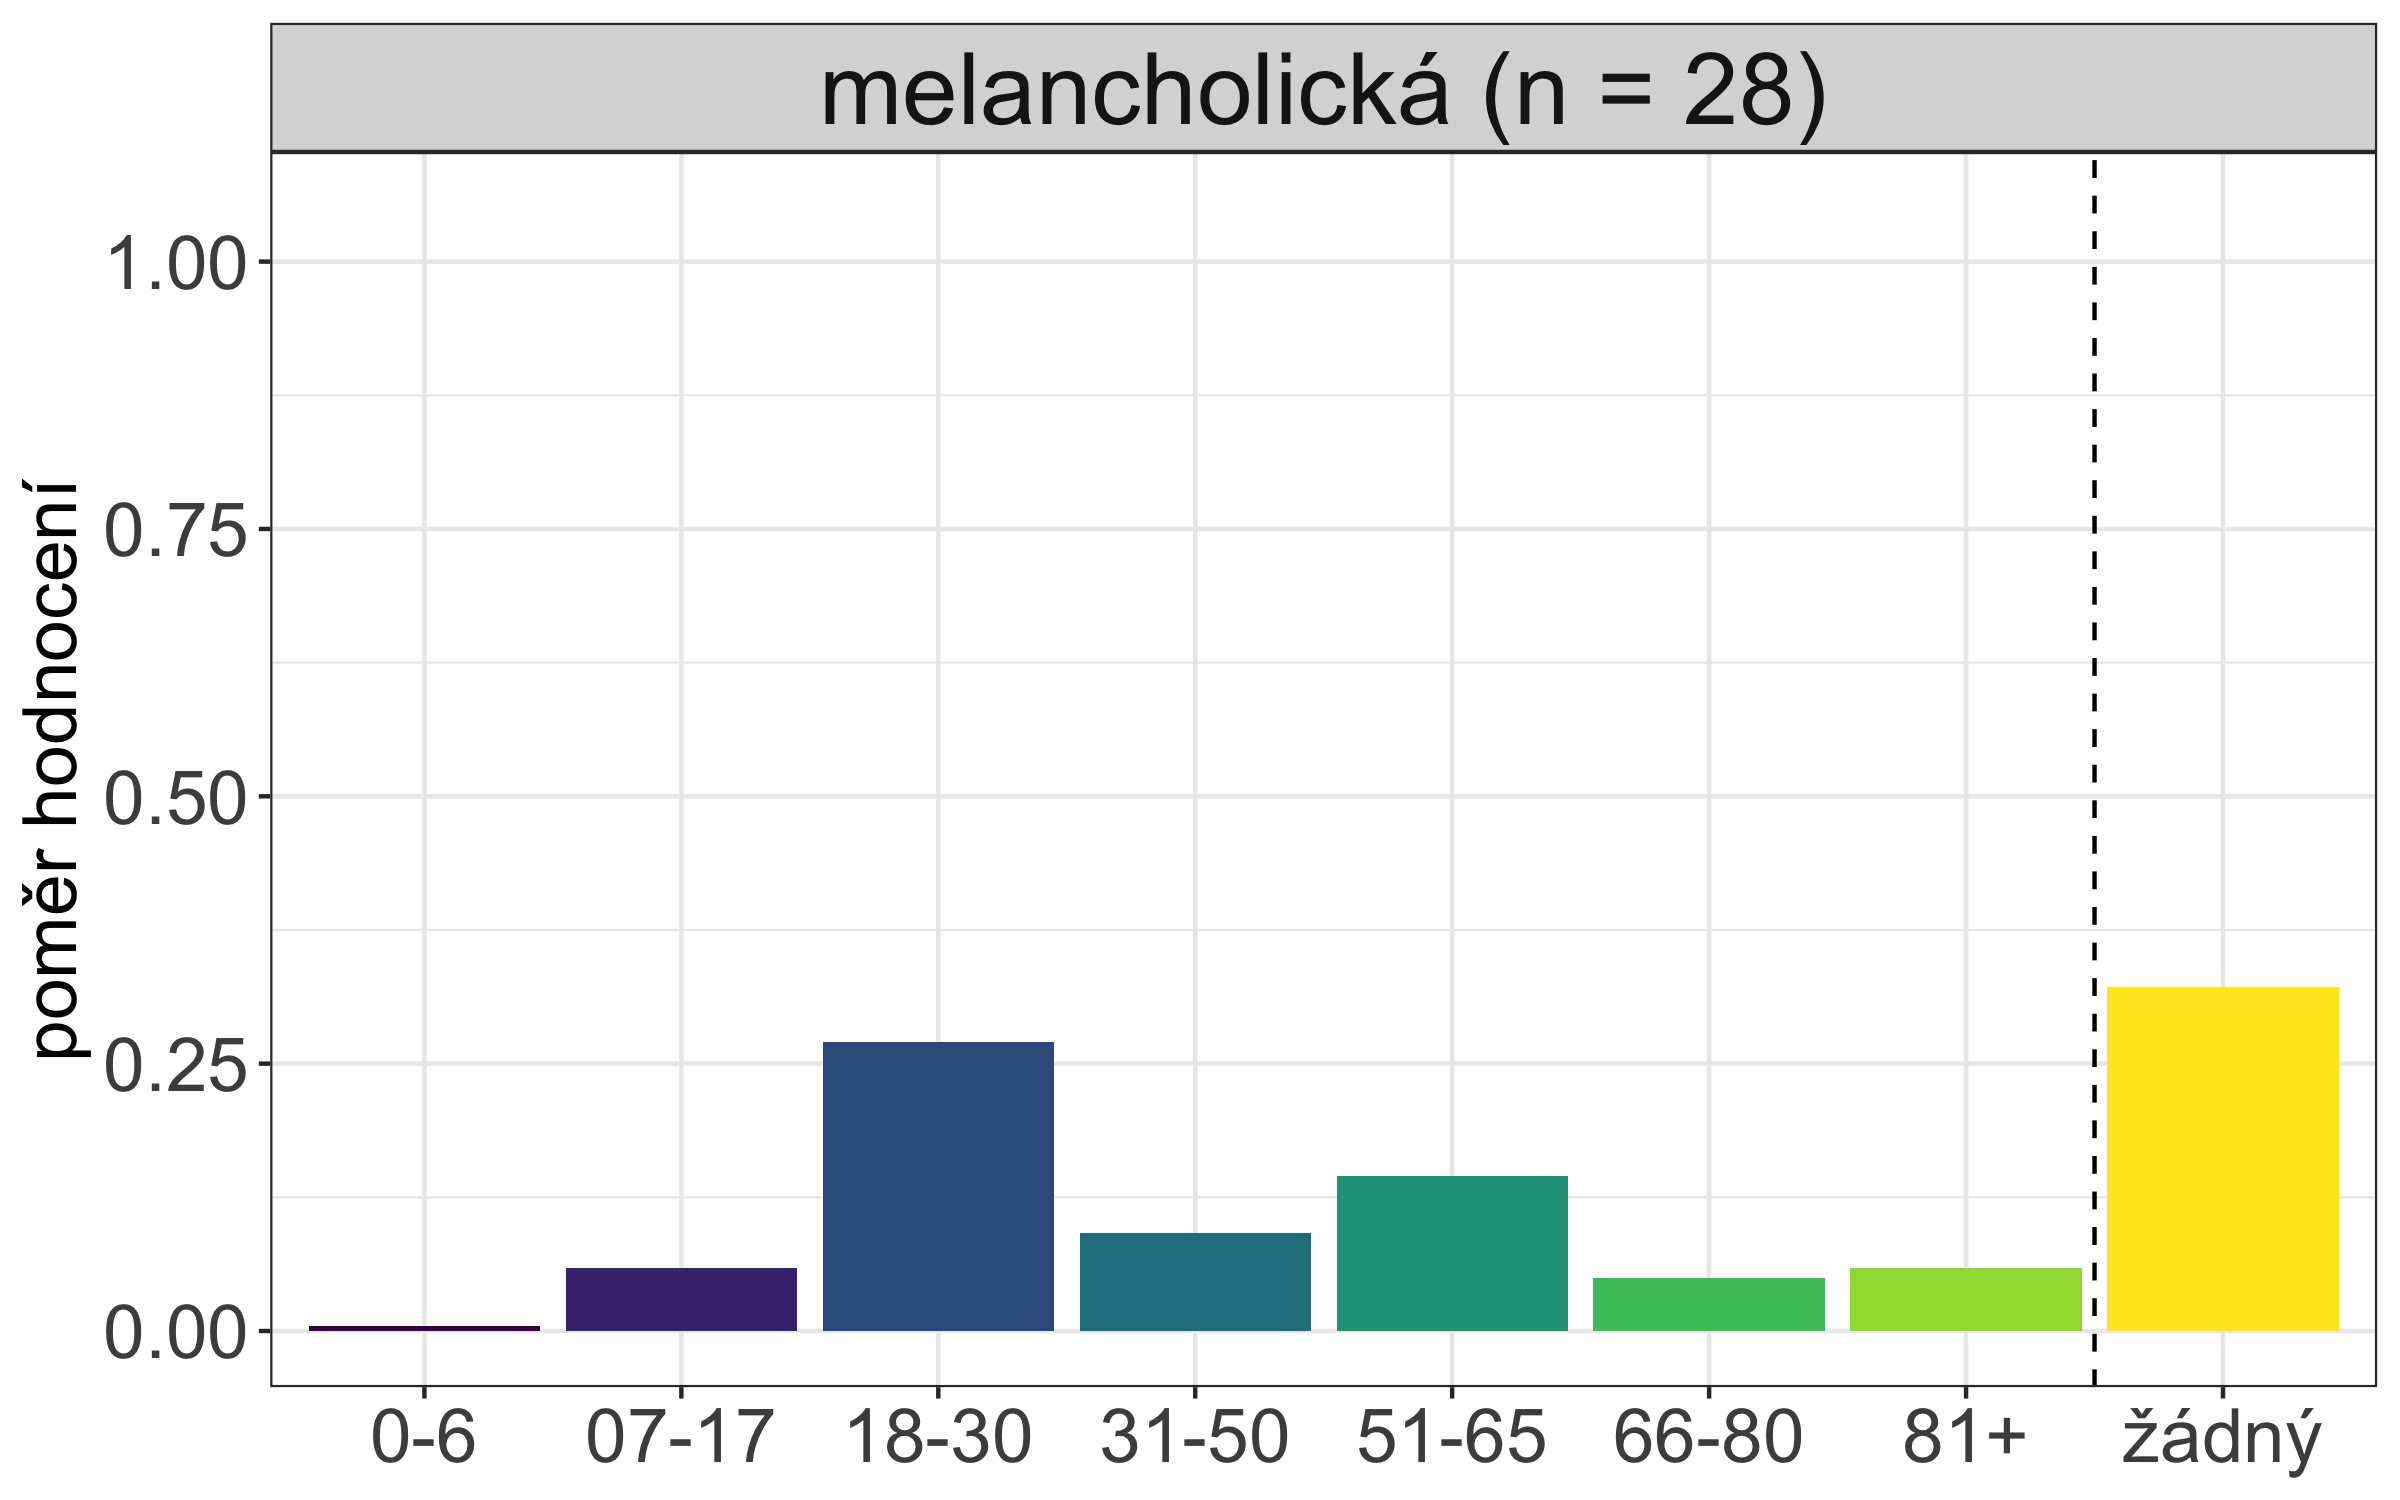 melancholická (n = 28)
poměr hodnocení
1.00
0.75
0.50
0.25
0.00
0-6 07-17 18-30 31-50 51-65 66-80 81+ žádný